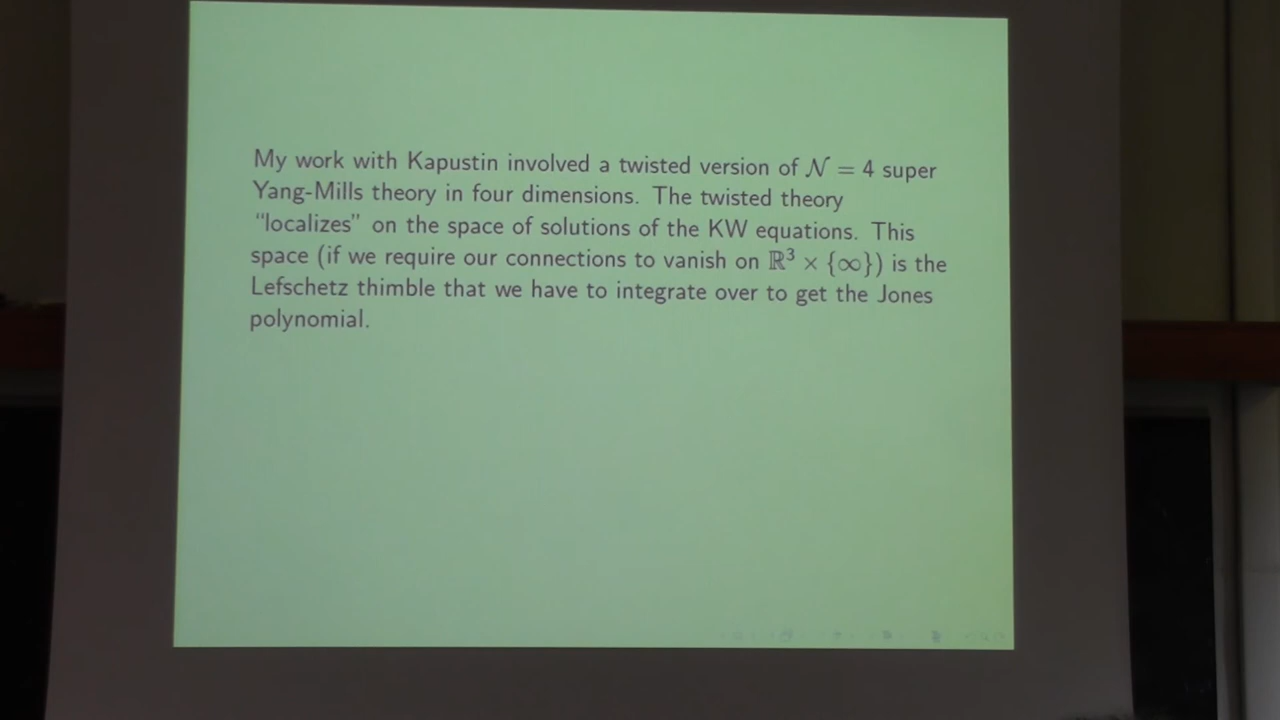 My work with Kapustin involved a twisted version of 𝒩 = 4 super
Yang-Mills theory in four dimensions. The twisted theory
“localizes” on the space of solutions of the KW equations. This
space (if we require our connections to vanish on ℝ³ × {∞}) is the
Lefschetz thimble that we have to integrate over to get the Jones
polynomial.